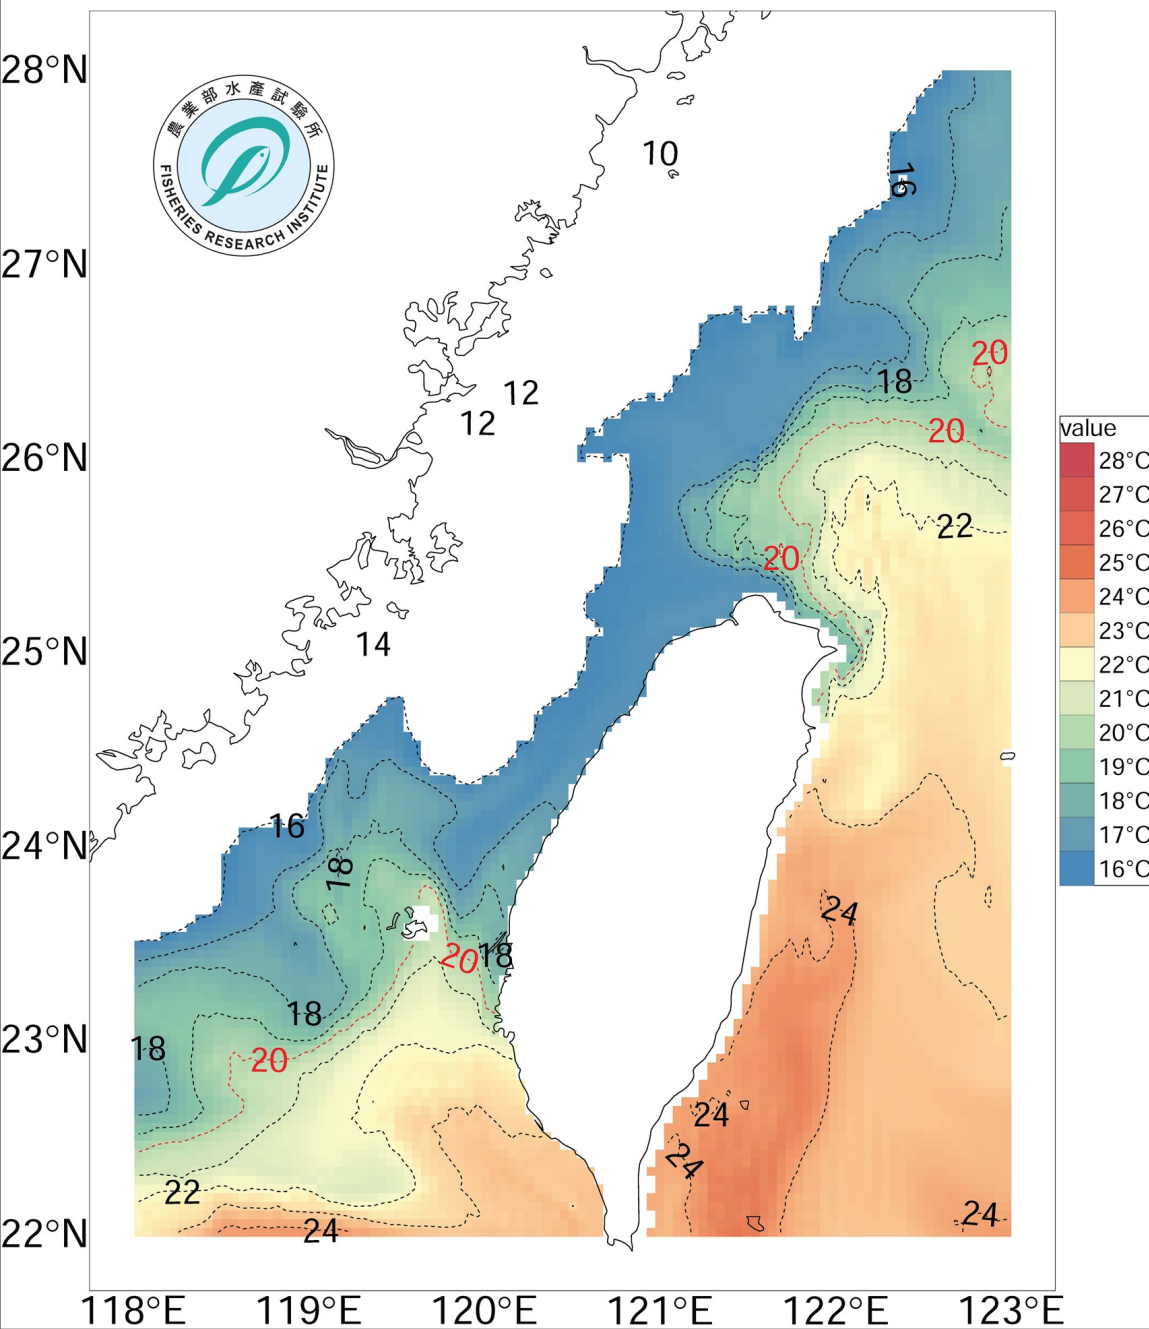 28°N
27°N
26°N
25°N
24°N
23°N
22°N
118°E 119°E 120°E 121°E 122°E 123°E
農業部水產試驗所
FISHERIES RESEARCH INSTITUTE
10
16
20
18
12
20
12
22
20
14
16
18
24
20 18
18
18
20
24
24
22
24
24
value
28°C
27°C
26°C
25°C
24°C
23°C
22°C
21°C
20°C
19°C
18°C
17°C
16°C